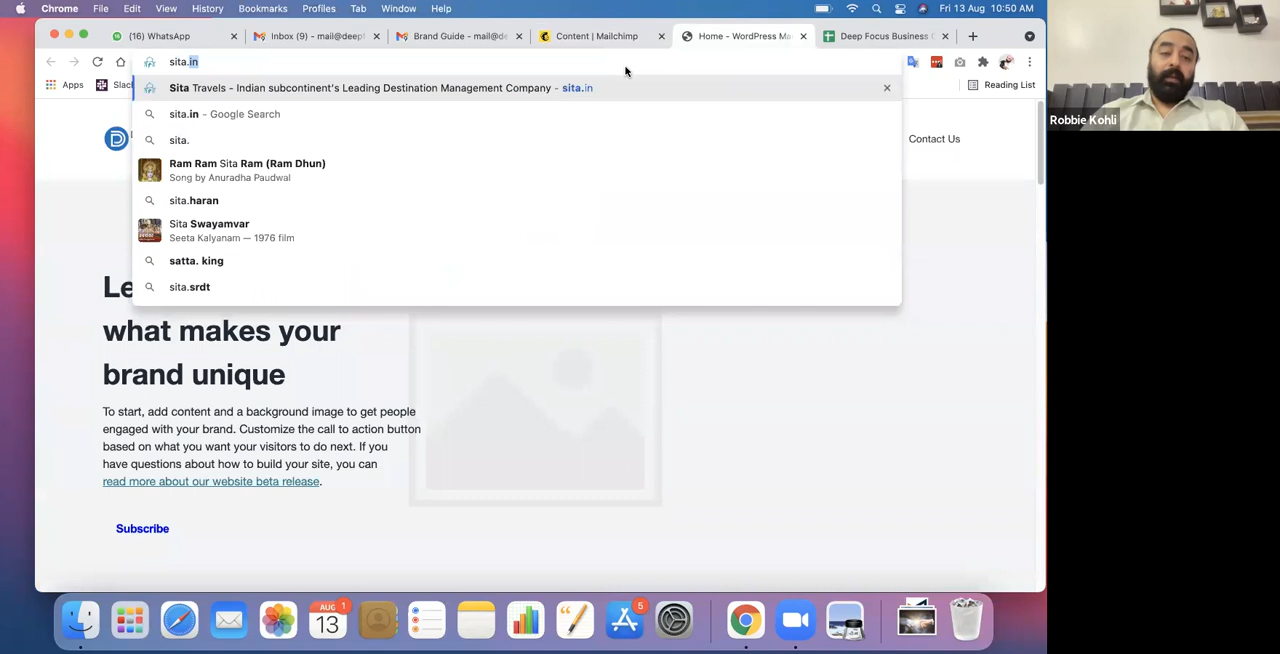 Chrome File Edit View History Bookmarks Profiles Tab Window Help Fri 13 Aug 10:50 AM
(16) WhatsApp Inbox (9) - mail@deepf Brand Guide - mail@de Content | Mailchimp Home - WordPress Ma Deep Focus Business C
sita.in
Apps Slac Reading List
Sita Travels - Indian subcontinent's Leading Destination Management Company - sita.in
sita.in - Google Search
sita.
Ram Ram Sita Ram (Ram Dhun)
Song by Anuradha Paudwal
sita.haran
Sita Swayamvar
Seeta Kalyanam — 1976 film
satta. king
sita.srdt
Contact Us
Le
what makes your
brand unique
To start, add content and a background image to get people
engaged with your brand. Customize the call to action button
based on what you want your visitors to do next. If you
have questions about how to build your site, you can
read more about our website beta release.
Subscribe
AUG 1
13
5
Robbie Kohli